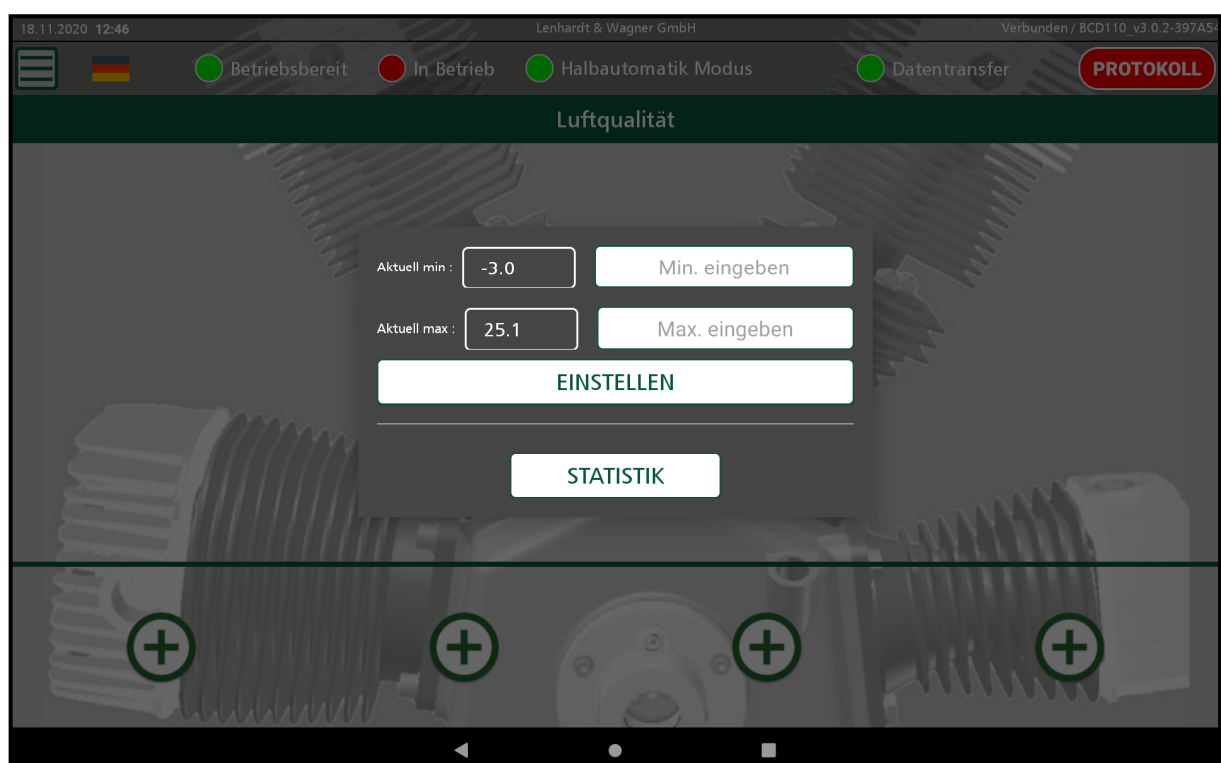 18.11.2020 12:46 Lenhardt & Wagner GmbH Verbunden / BCD110_v3.0.2-397A54
Betriebsbereit In Betrieb Halbautomatik Modus Datentransfer PROTOKOLL
Luftqualität
Aktuell min : -3.0 Min. eingeben
Aktuell max : 25.1 Max. eingeben
EINSTELLEN
STATISTIK